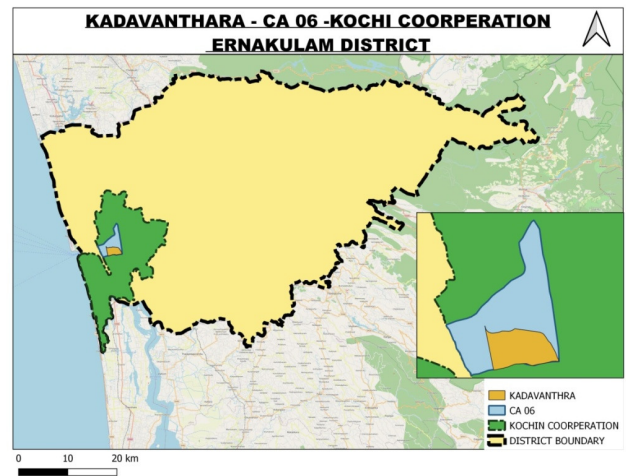 KADAVANTHARA - CA 06 -KOCHI COORPERATION
ERNAKULAM DISTRICT
KADAVANTHRA
CA 06
KOCHIN COORPERATION
DISTRICT BOUNDARY
0 10 20 km